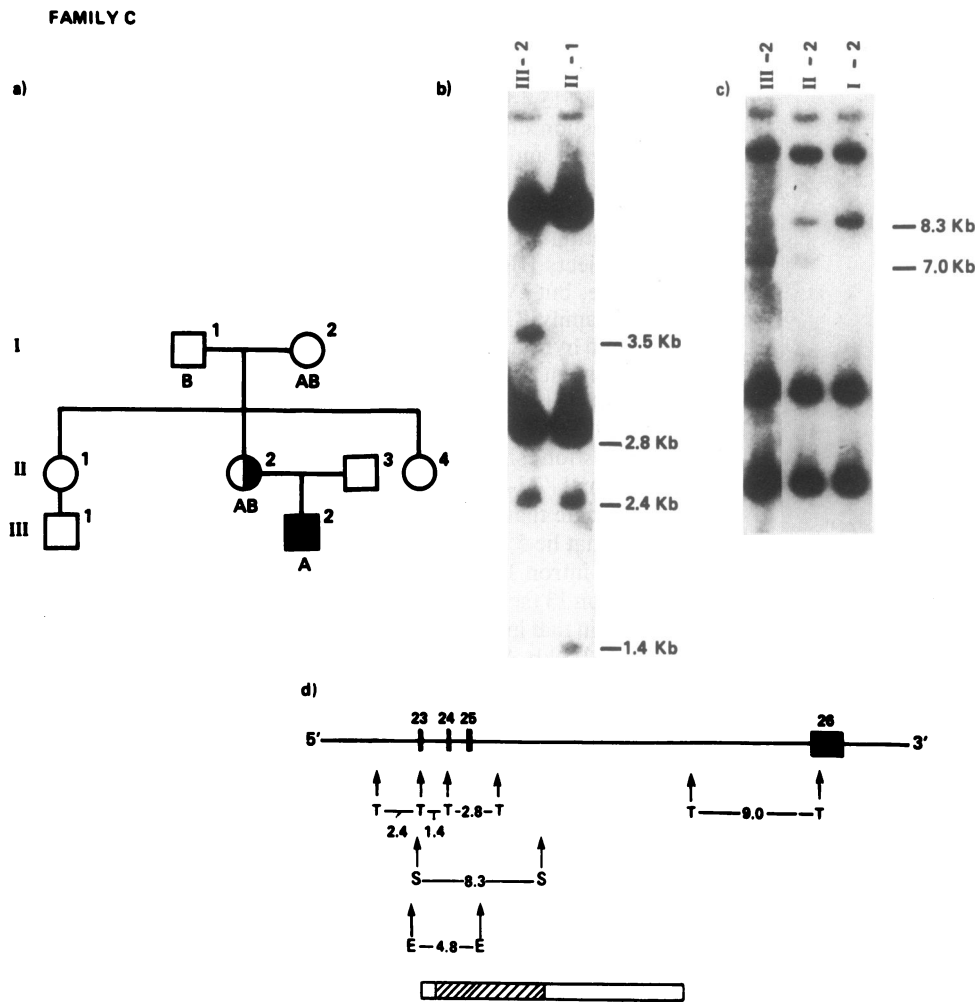 FAMILY C
a)
b)
c)
III-2
II-1
III-2
II-2
I-2
8.3 Kb
7.0 Kb
3.5 Kb
2.8 Kb
2.4 Kb
1.4 Kb
I
1
2
B
AB
II
1
2
3
4
AB
III
1
2
A
d)
5' 23 24 25 26 3'
T T T -2.8- T T 9.0 T
2.4 1.4
S 8.3 S
E 4.8 E